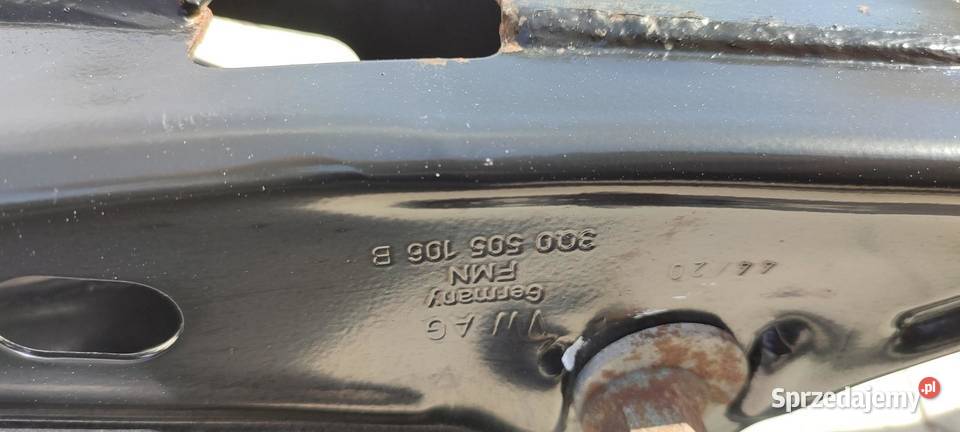 VW AG
Germany
FMN
3Q0 505 106 B
44/20
Sprzedajemy.pl